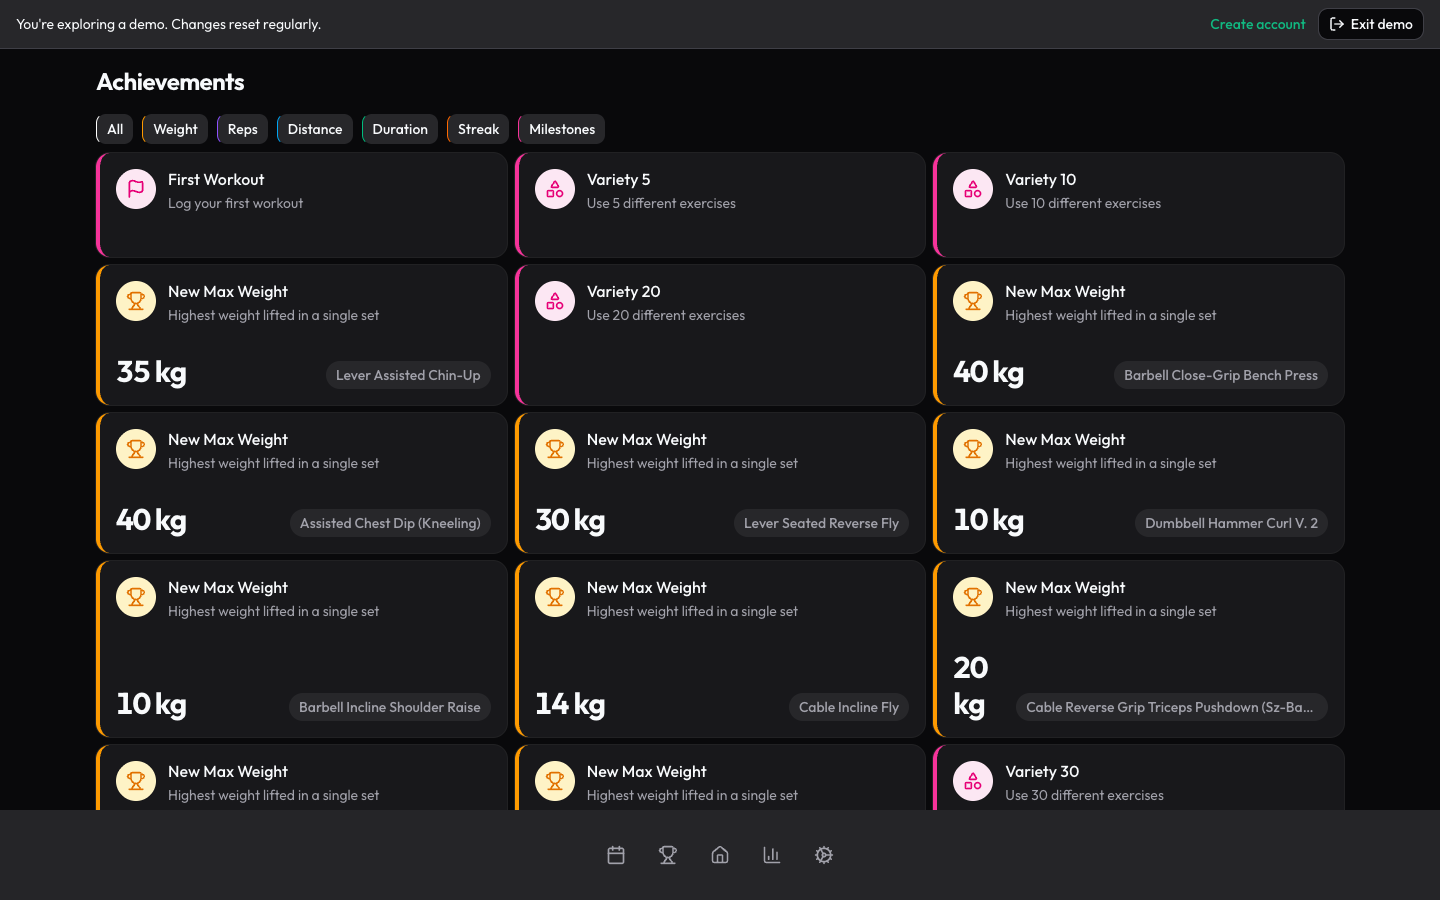 You're exploring a demo. Changes reset regularly.
Create account
Exit demo
Achievements
All
Weight
Reps
Distance
Duration
Streak
Milestones
First Workout
Log your first workout
Variety 5
Use 5 different exercises
Variety 10
Use 10 different exercises
New Max Weight
Highest weight lifted in a single set
35 kg
Lever Assisted Chin-Up
Variety 20
Use 20 different exercises
New Max Weight
Highest weight lifted in a single set
40 kg
Barbell Close-Grip Bench Press
New Max Weight
Highest weight lifted in a single set
40 kg
Assisted Chest Dip (Kneeling)
New Max Weight
Highest weight lifted in a single set
30 kg
Lever Seated Reverse Fly
New Max Weight
Highest weight lifted in a single set
10 kg
Dumbbell Hammer Curl V. 2
New Max Weight
Highest weight lifted in a single set
10 kg
Barbell Incline Shoulder Raise
New Max Weight
Highest weight lifted in a single set
14 kg
Cable Incline Fly
New Max Weight
Highest weight lifted in a single set
20
kg
Cable Reverse Grip Triceps Pushdown (Sz-Ba...
New Max Weight
Highest weight lifted in a single set
New Max Weight
Highest weight lifted in a single set
Variety 30
Use 30 different exercises